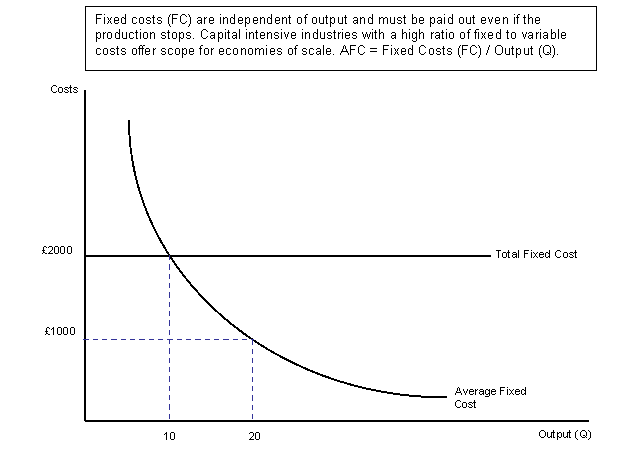 Fixed costs (FC) are independent of output and must be paid out even if the
production stops. Capital intensive industries with a high ratio of fixed to variable
costs offer scope for economies of scale. AFC = Fixed Costs (FC) / Output (Q).
Costs
£2000
Total Fixed Cost
£1000
Average Fixed
Cost
10
20
Output (Q)